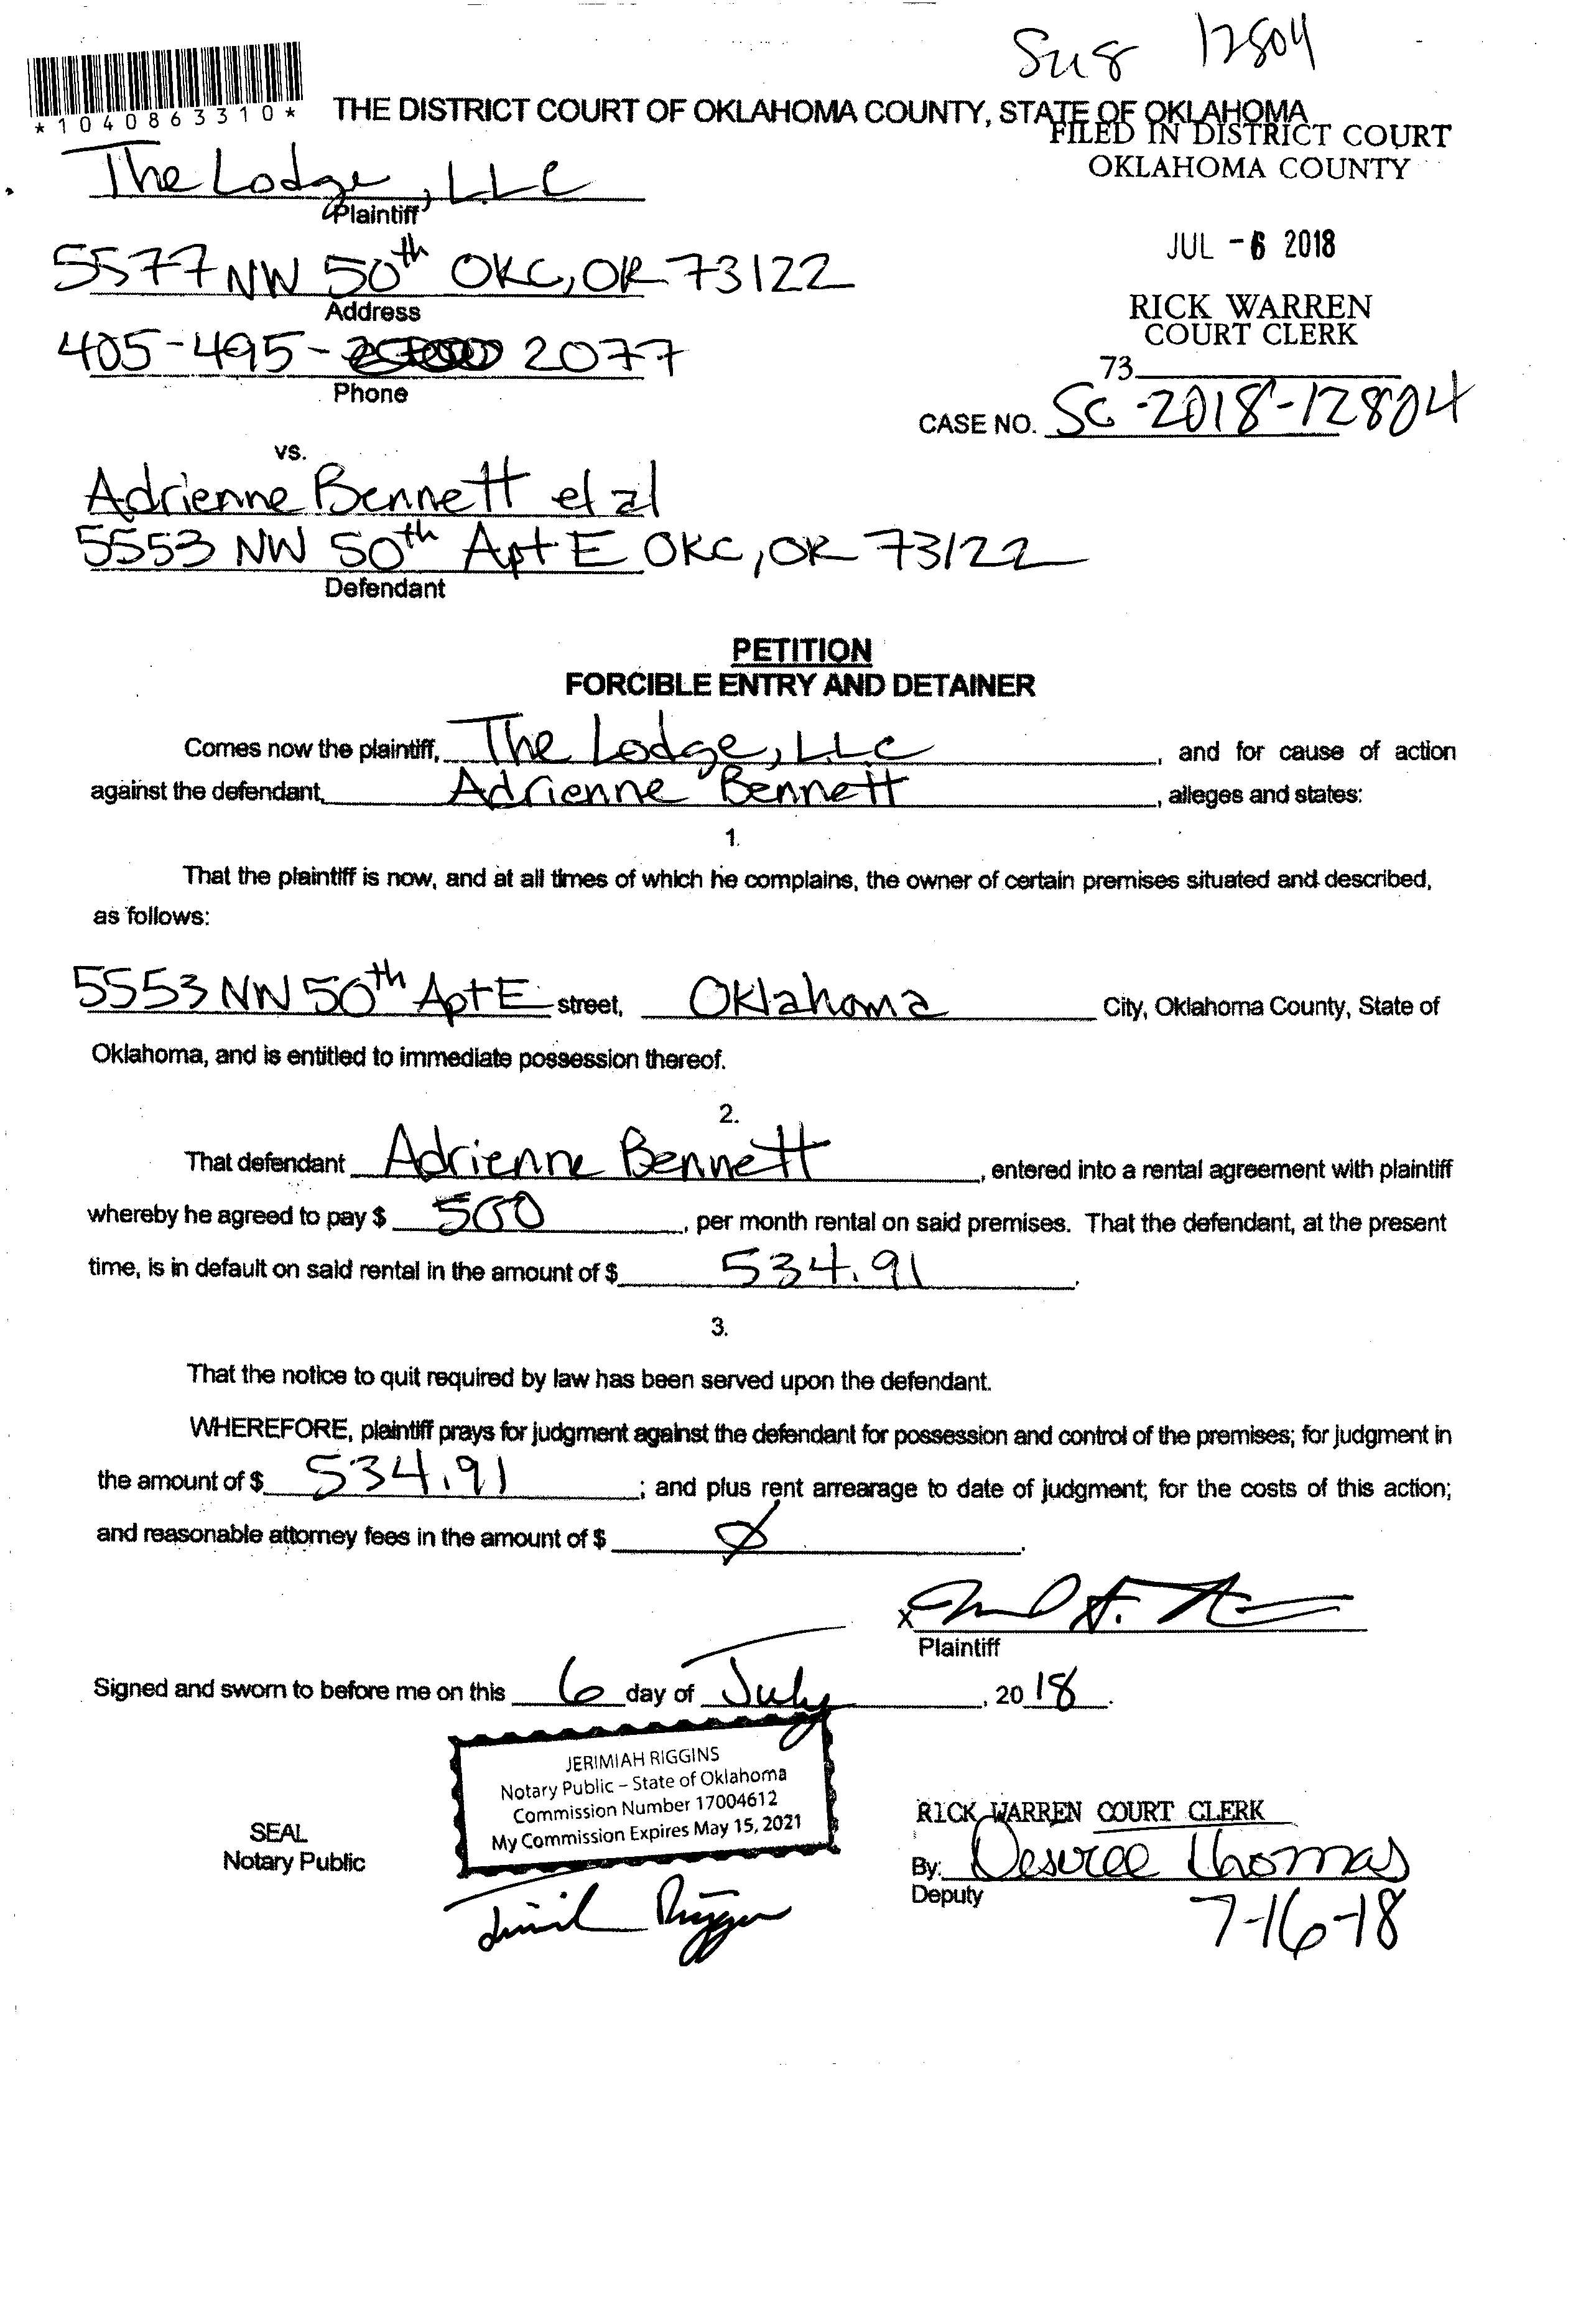 12804
*1040863310*
THE DISTRICT COURT OF OKLAHOMA COUNTY, STATE OF OKLAHOMA
FILED IN DISTRICT COURT
OKLAHOMA COUNTY
The Lodge, LLC
Plaintiff
JUL -6 2018
5577 NW 50th OKC, OK 73122
Address
RICK WARREN
COURT CLERK
405-495- 2077
Phone
73
CASE NO. SC-2018-12804
vs.
Adrienne Bennett et al
5553 NW 50th Apt E OKC, OK 73122
Defendant
PETITION
FORCIBLE ENTRY AND DETAINER
Comes now the plaintiff, The Lodge, LLC, and for cause of action
against the defendant, Adrienne Bennett, alleges and states:
1.
That the plaintiff is now, and at all times of which he complains, the owner of certain premises situated and described,
as follows:
5553 NW 50th Apt E street, Oklahoma City, Oklahoma County, State of
Oklahoma, and is entitled to immediate possession thereof.
2.
That defendant Adrienne Bennett, entered into a rental agreement with plaintiff
whereby he agreed to pay $ 500, per month rental on said premises. That the defendant, at the present
time, is in default on said rental in the amount of $ 534.91.
3.
That the notice to quit required by law has been served upon the defendant.
WHEREFORE, plaintiff prays for judgment against the defendant for possession and control of the premises; for judgment in
the amount of $ 534.91; and plus rent arrearage to date of judgment; for the costs of this action;
and reasonable attorney fees in the amount of $ Ø.
X
Plaintiff
Signed and sworn to before me on this 6 day of July, 2018.
JERIMIAH RIGGINS
Notary Public – State of Oklahoma
Commission Number 17004612
My Commission Expires May 15, 2021
SEAL
Notary Public
RICK WARREN COURT CLERK
By: Desiree Thomas
Deputy
7-16-18